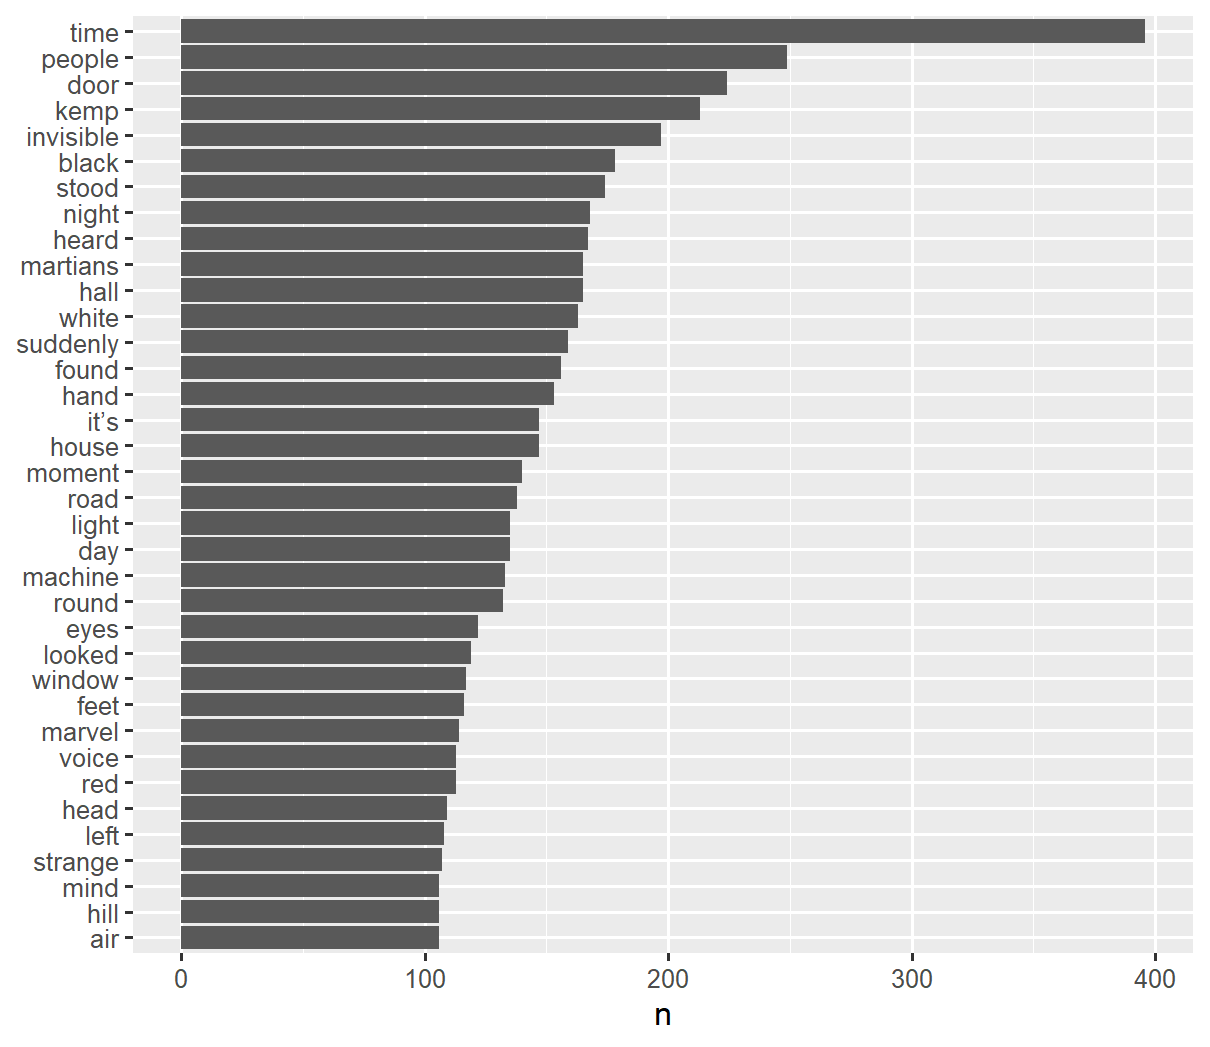 time
people
door
kemp
invisible
black
stood
night
heard
martians
hall
white
suddenly
found
hand
it’s
house
moment
road
light
day
machine
round
eyes
looked
window
feet
marvel
voice
red
head
left
strange
mind
hill
air
0 100 200 300 400
n